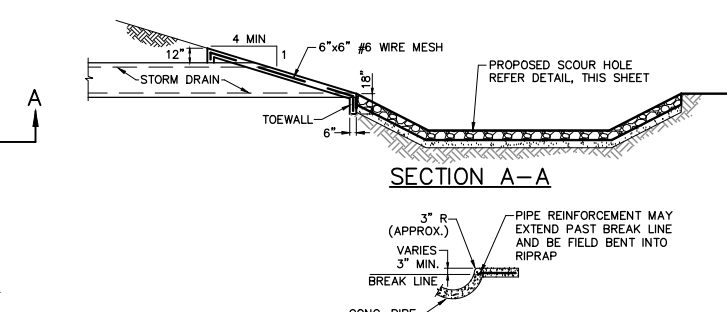 4 MIN
12"
1
6"x6" #6 WIRE MESH
STORM DRAIN
18"
PROPOSED SCOUR HOLE
REFER DETAIL, THIS SHEET
A
TOEWALL
6"
SECTION A-A
3" R
(APPROX.)
PIPE REINFORCEMENT MAY
EXTEND PAST BREAK LINE
AND BE FIELD BENT INTO
RIPRAP
VARIES
3" MIN.
BREAK LINE
CONC. PIPE